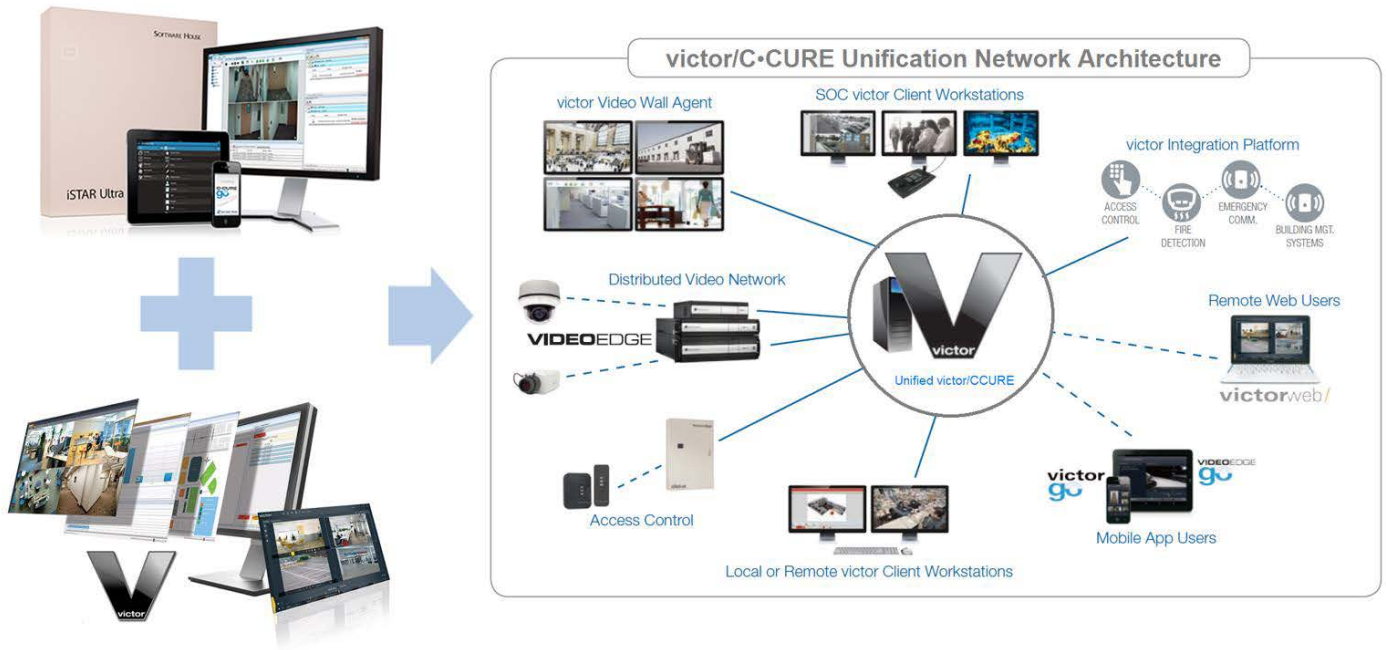 SOFTWARE HOUSE
iSTAR Ultra
C•CURE
go
victor
victor/C•CURE Unification Network Architecture
victor Video Wall Agent
SOC victor Client Workstations
victor Integration Platform
ACCESS
CONTROL
FIRE
DETECTION
EMERGENCY
COMM.
BUILDING MGT.
SYSTEMS
Distributed Video Network
VIDEOEDGE
victor
Unified victor/CCURE
Remote Web Users
victorweb/
Access Control
victor
go
VIDEOEDGE
go
Mobile App Users
Local or Remote victor Client Workstations